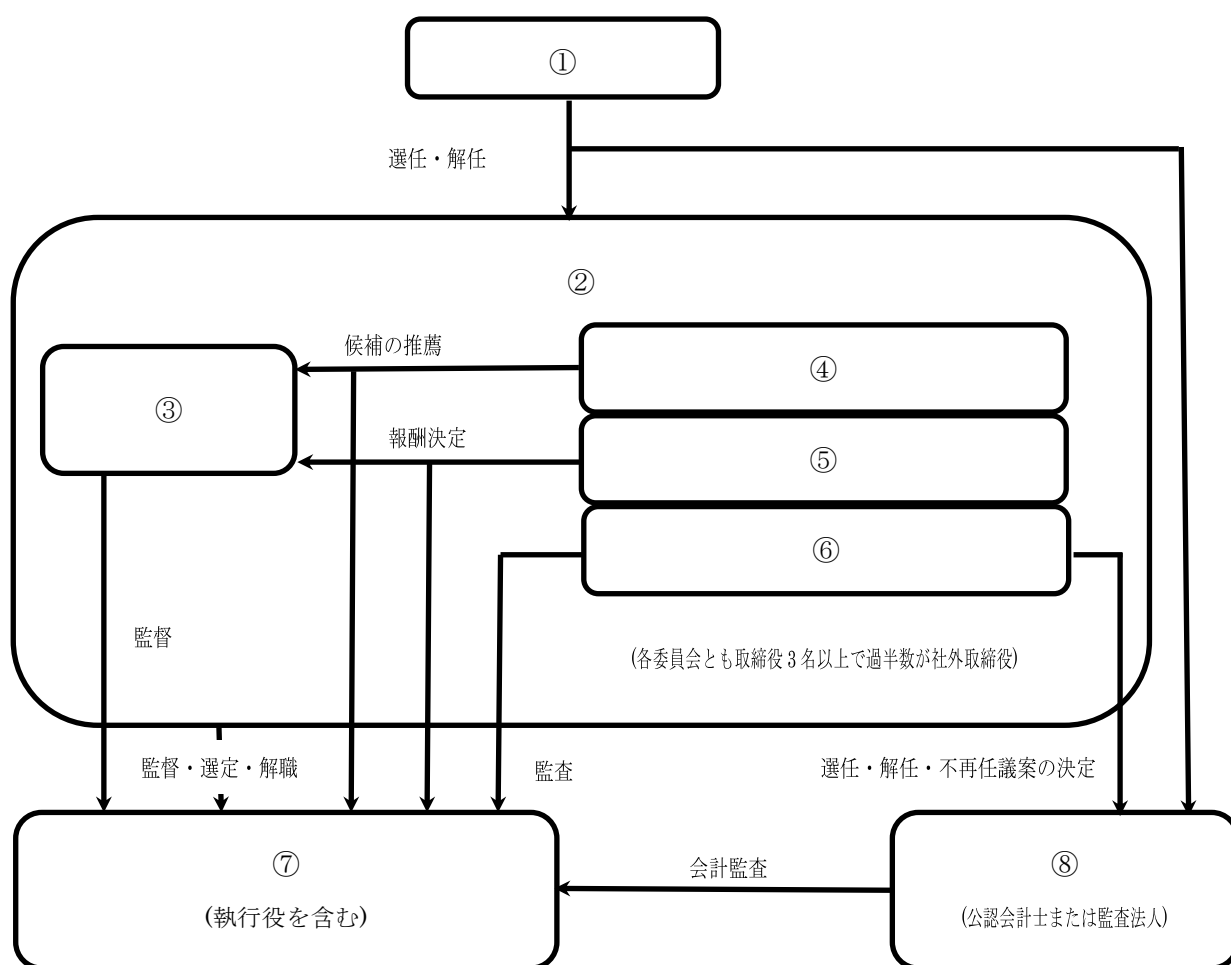 ①
選任・解任
②
候補の推薦
④
③
報酬決定
⑤
⑥
監督
(各委員会とも取締役3名以上で過半数が社外取締役)
監督・選定・解職
監査
選任・解任・不再任議案の決定
⑦
(執行役を含む)
会計監査
⑧
(公認会計士または監査法人)